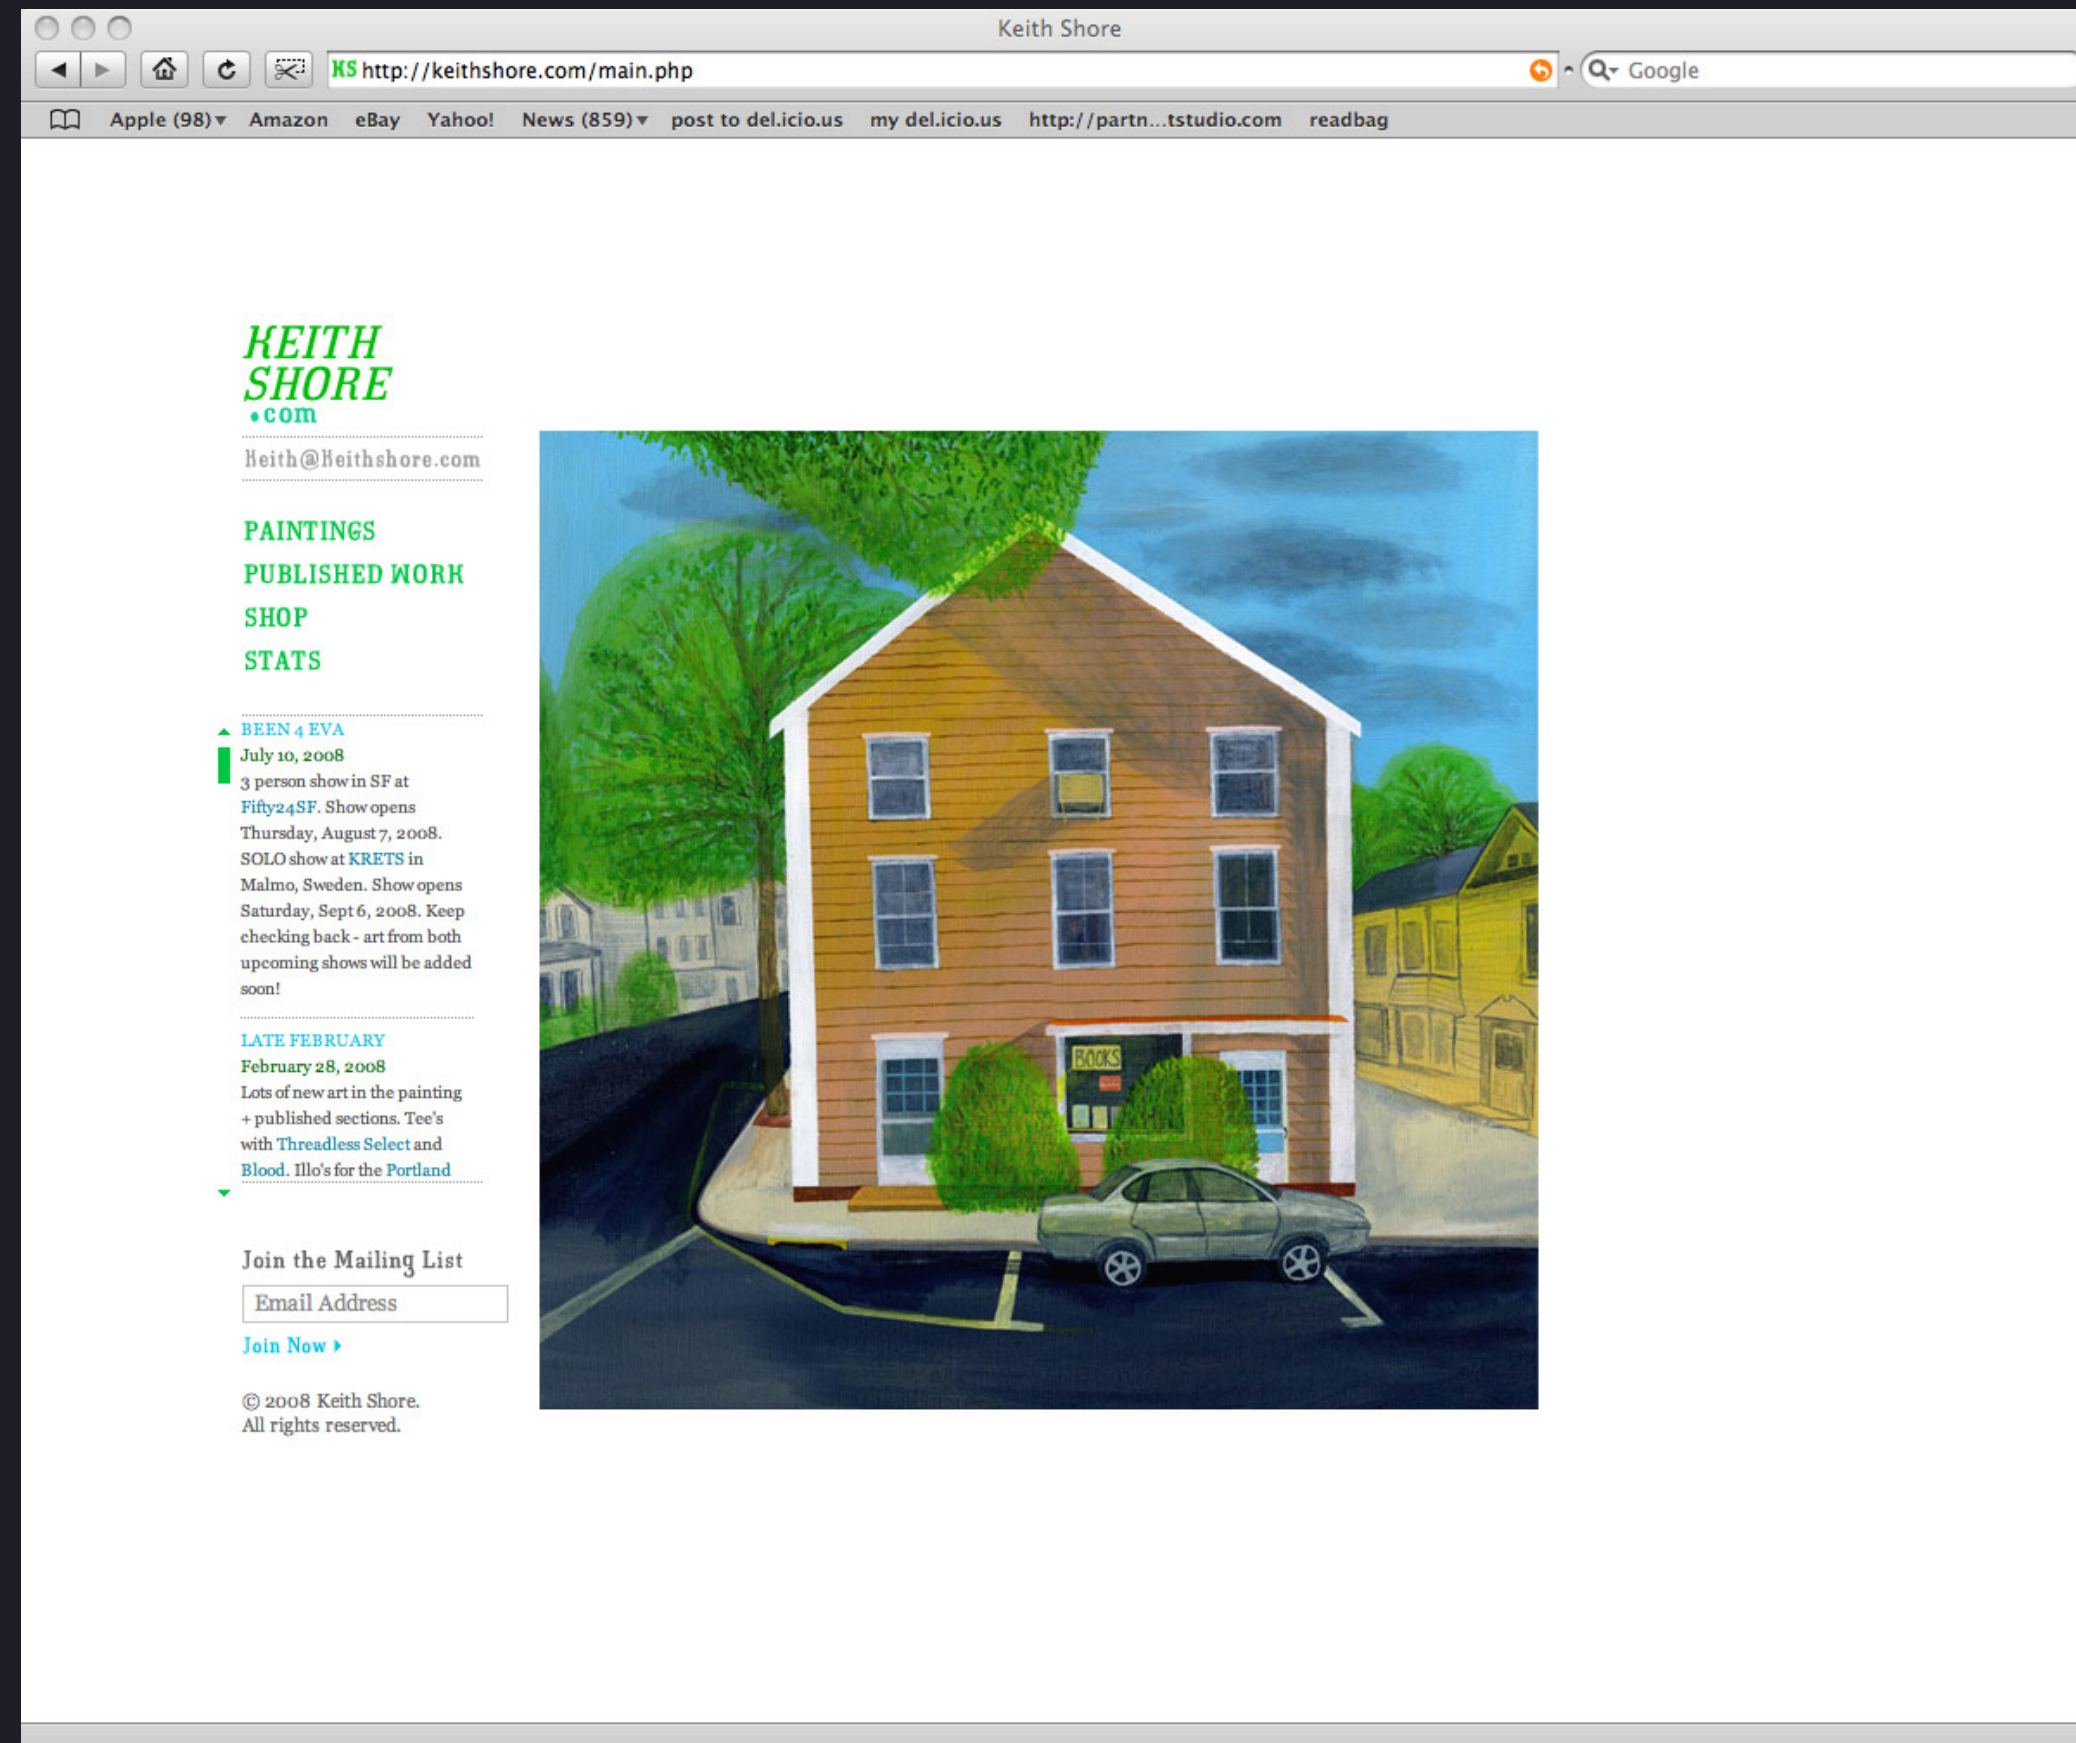 Keith Shore
KS http://keithshore.com/main.php
Google
Apple (98) Amazon eBay Yahoo! News (859) post to del.icio.us my del.icio.us http://partn...tstudio.com readbag
KEITH
SHORE
.com
Keith@Keithshore.com
PAINTINGS
PUBLISHED WORK
SHOP
STATS
BEEN 4 EVA
July 10, 2008
3 person show in SF at
Fifty24SF. Show opens
Thursday, August 7, 2008.
SOLO show at KRETS in
Malmo, Sweden. Show opens
Saturday, Sept 6, 2008. Keep
checking back - art from both
upcoming shows will be added
soon!
LATE FEBRUARY
February 28, 2008
Lots of new art in the painting
+ published sections. Tee's
with Threadless Select and
Blood. Illo's for the Portland
Join the Mailing List
Email Address
Join Now
© 2008 Keith Shore.
All rights reserved.
BOOKS